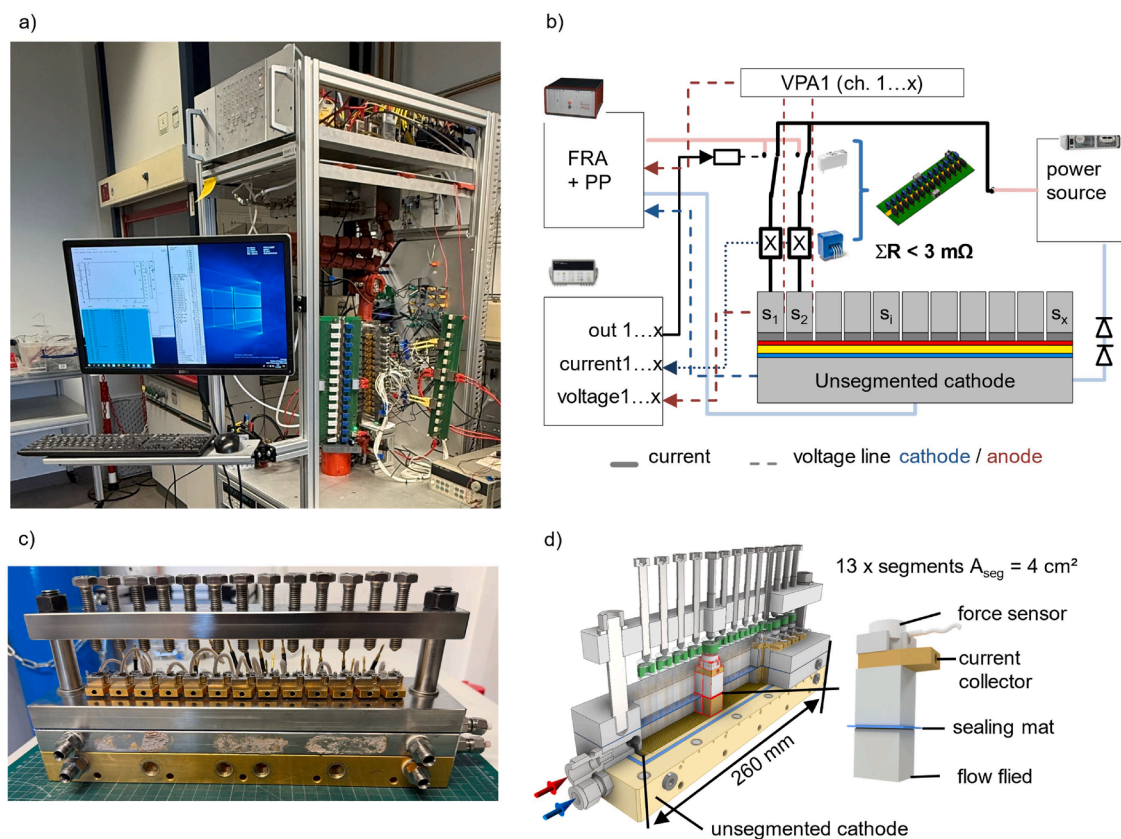 a)
b)
VPA1 (ch. 1…x)
FRA
+ PP
power
source
ΣR < 3 mΩ
X X
s₁ s₂ sᵢ sₓ
out 1…x
current1…x
voltage1…x
Unsegmented cathode
current voltage line cathode / anode
c)
d)
13 x segments Aseg = 4 cm²
force sensor
current
collector
sealing mat
flow flied
260 mm
unsegmented cathode